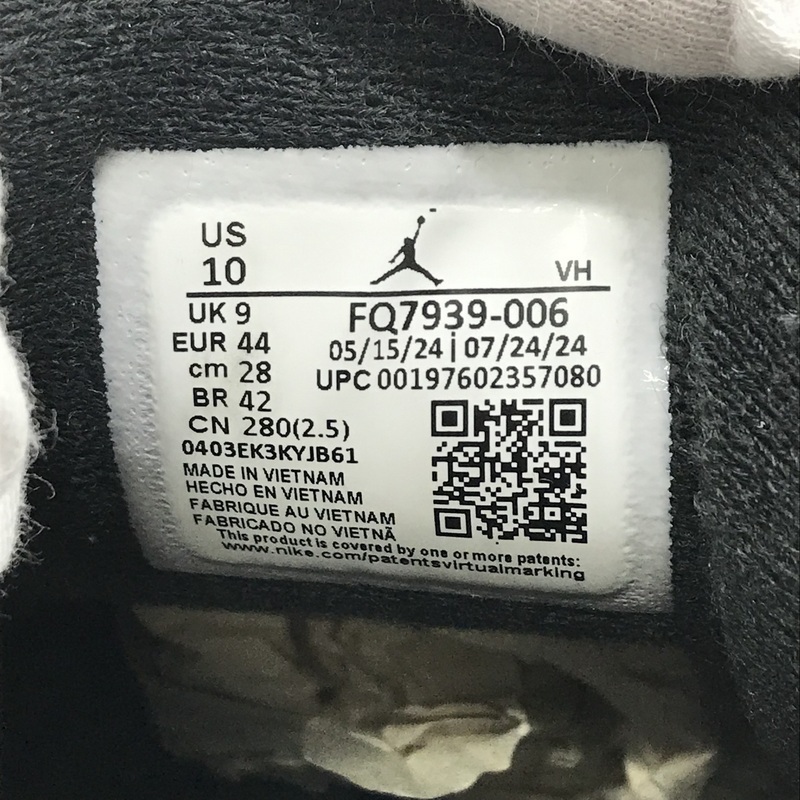 US
10
VH
UK 9
EUR 44
cm 28
BR 42
CN 280(2.5)
FQ7939-006
05/15/24 | 07/24/24
UPC 00197602357080
0403EK3KYJB61
MADE IN VIETNAM
HECHO EN VIETNAM
FABRIQUE AU VIETNAM
FABRICADO NO VIETNÃ
This product is covered by one or more patents:
www.nike.com/patentsvirtualmarking